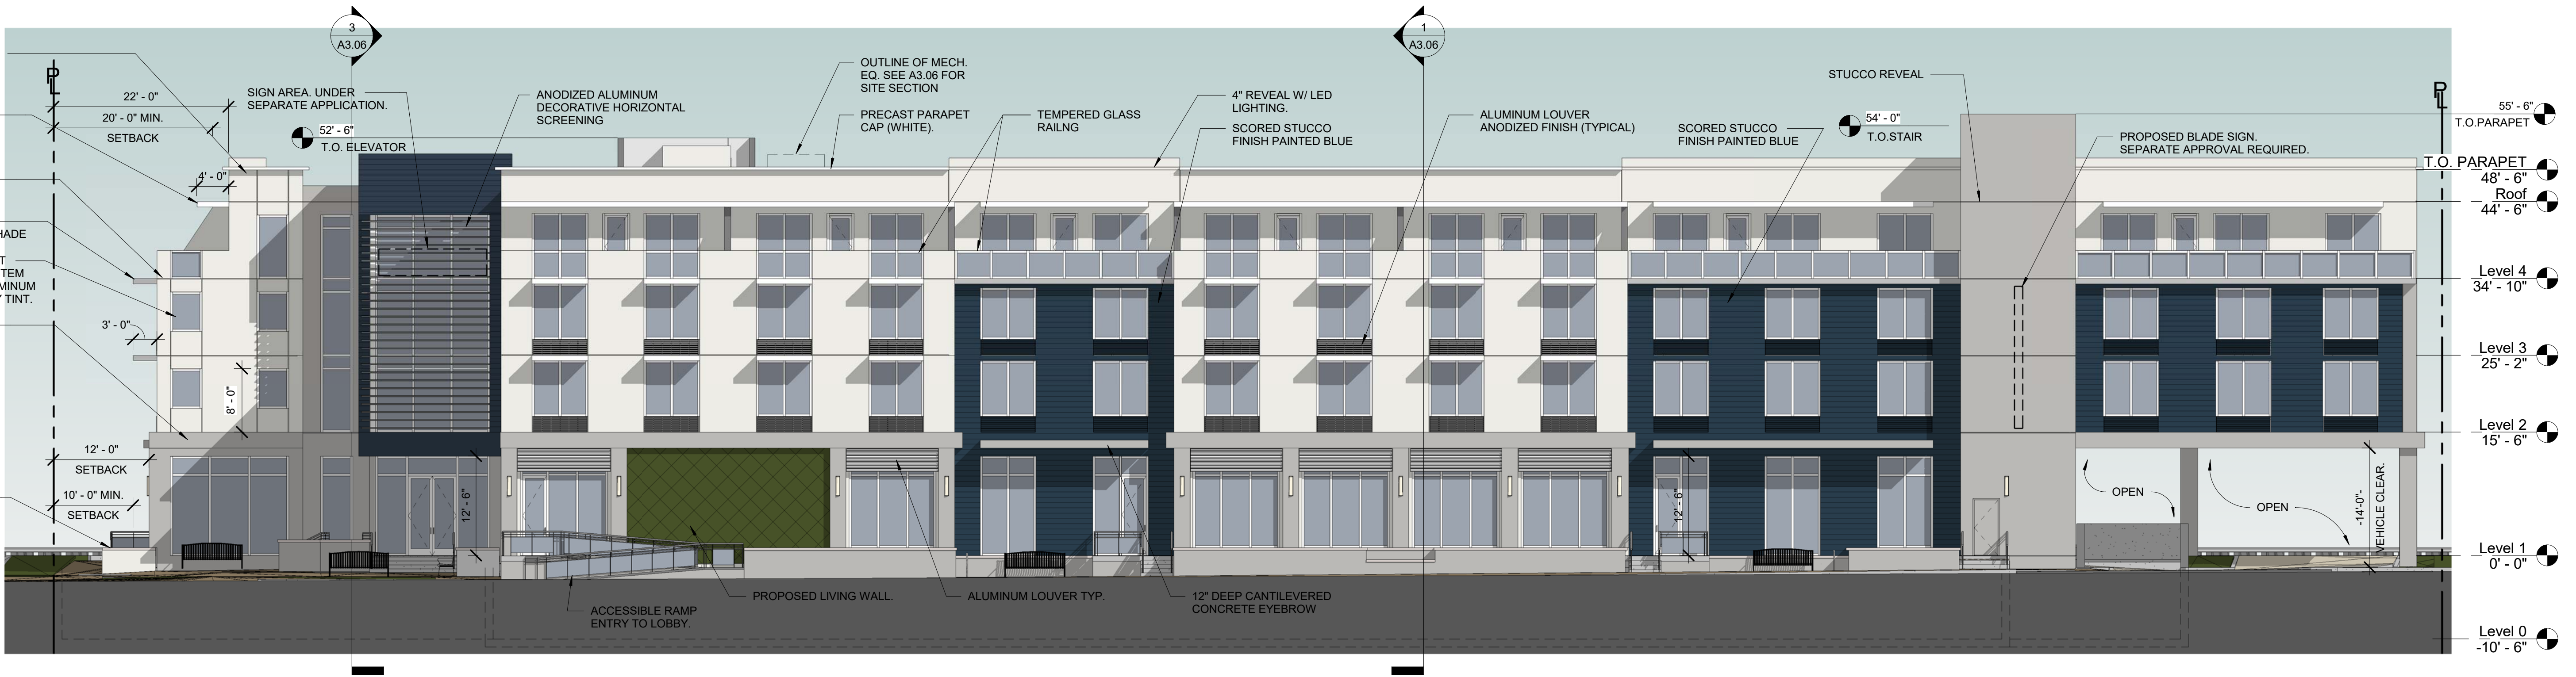 3
A3.06
1
A3.06
P
L
22' - 0"
20' - 0" MIN.
SETBACK
SIGN AREA. UNDER
SEPARATE APPLICATION.
52' - 6"
T.O. ELEVATOR
ANODIZED ALUMINUM
DECORATIVE HORIZONTAL
SCREENING
OUTLINE OF MECH.
EQ. SEE A3.06 FOR
SITE SECTION
PRECAST PARAPET
CAP (WHITE).
TEMPERED GLASS
RAILNG
4" REVEAL W/ LED
LIGHTING.
SCORED STUCCO
FINISH PAINTED BLUE
ALUMINUM LOUVER
ANODIZED FINISH (TYPICAL)
SCORED STUCCO
FINISH PAINTED BLUE
STUCCO REVEAL
54' - 0"
T.O.STAIR
PROPOSED BLADE SIGN.
SEPARATE APPROVAL REQUIRED.
P
L
55' - 6"
T.O.PARAPET
T.O. PARAPET
48' - 6"
Roof
44' - 6"
Level 4
34' - 10"
Level 3
25' - 2"
Level 2
15' - 6"
Level 1
0' - 0"
Level 0
-10' - 6"
4' - 0"
HADE
T
TEM
MINUM
Y TINT.
3' - 0"
8' - 0"
12' - 0"
SETBACK
10' - 0" MIN.
SETBACK
12' - 6"
12' - 6"
OPEN
OPEN
-14'-0"-
VEHICLE CLEAR.
ACCESSIBLE RAMP
ENTRY TO LOBBY.
PROPOSED LIVING WALL.
ALUMINUM LOUVER TYP.
12" DEEP CANTILEVERED
CONCRETE EYEBROW